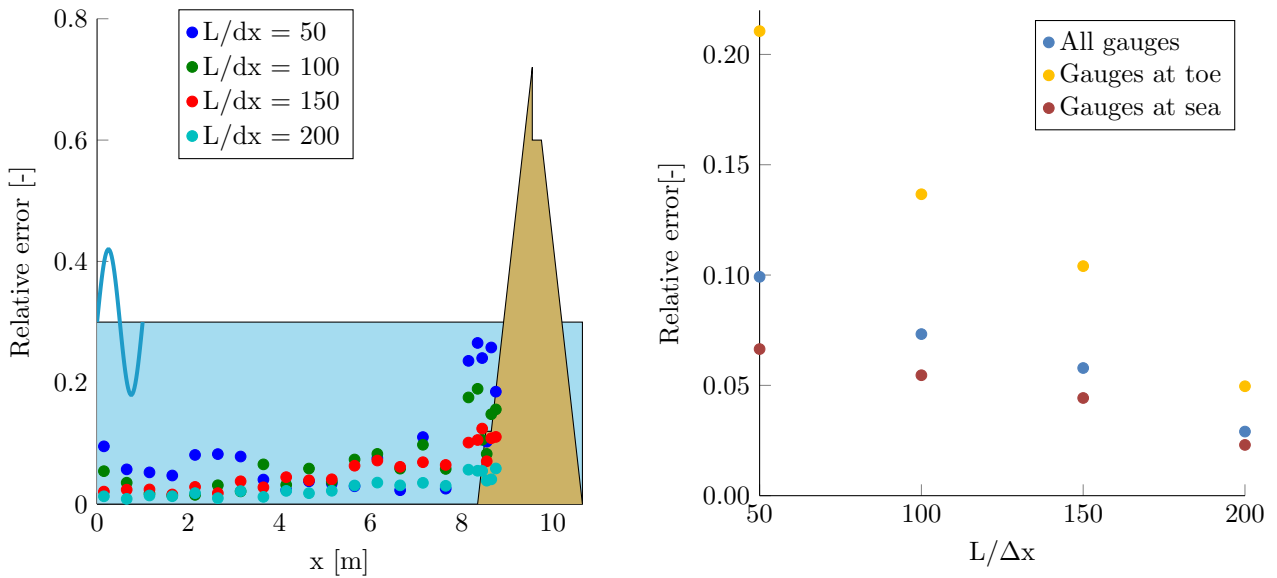 0.8
0.6
0.4
0.2
0
Relative error [-]
L/dx = 50
L/dx = 100
L/dx = 150
L/dx = 200
0 2 4 6 8 10
x [m]
0.20
0.15
0.10
0.05
0.00
Relative error[-]
All gauges
Gauges at toe
Gauges at sea
50 100 150 200
L/Δx